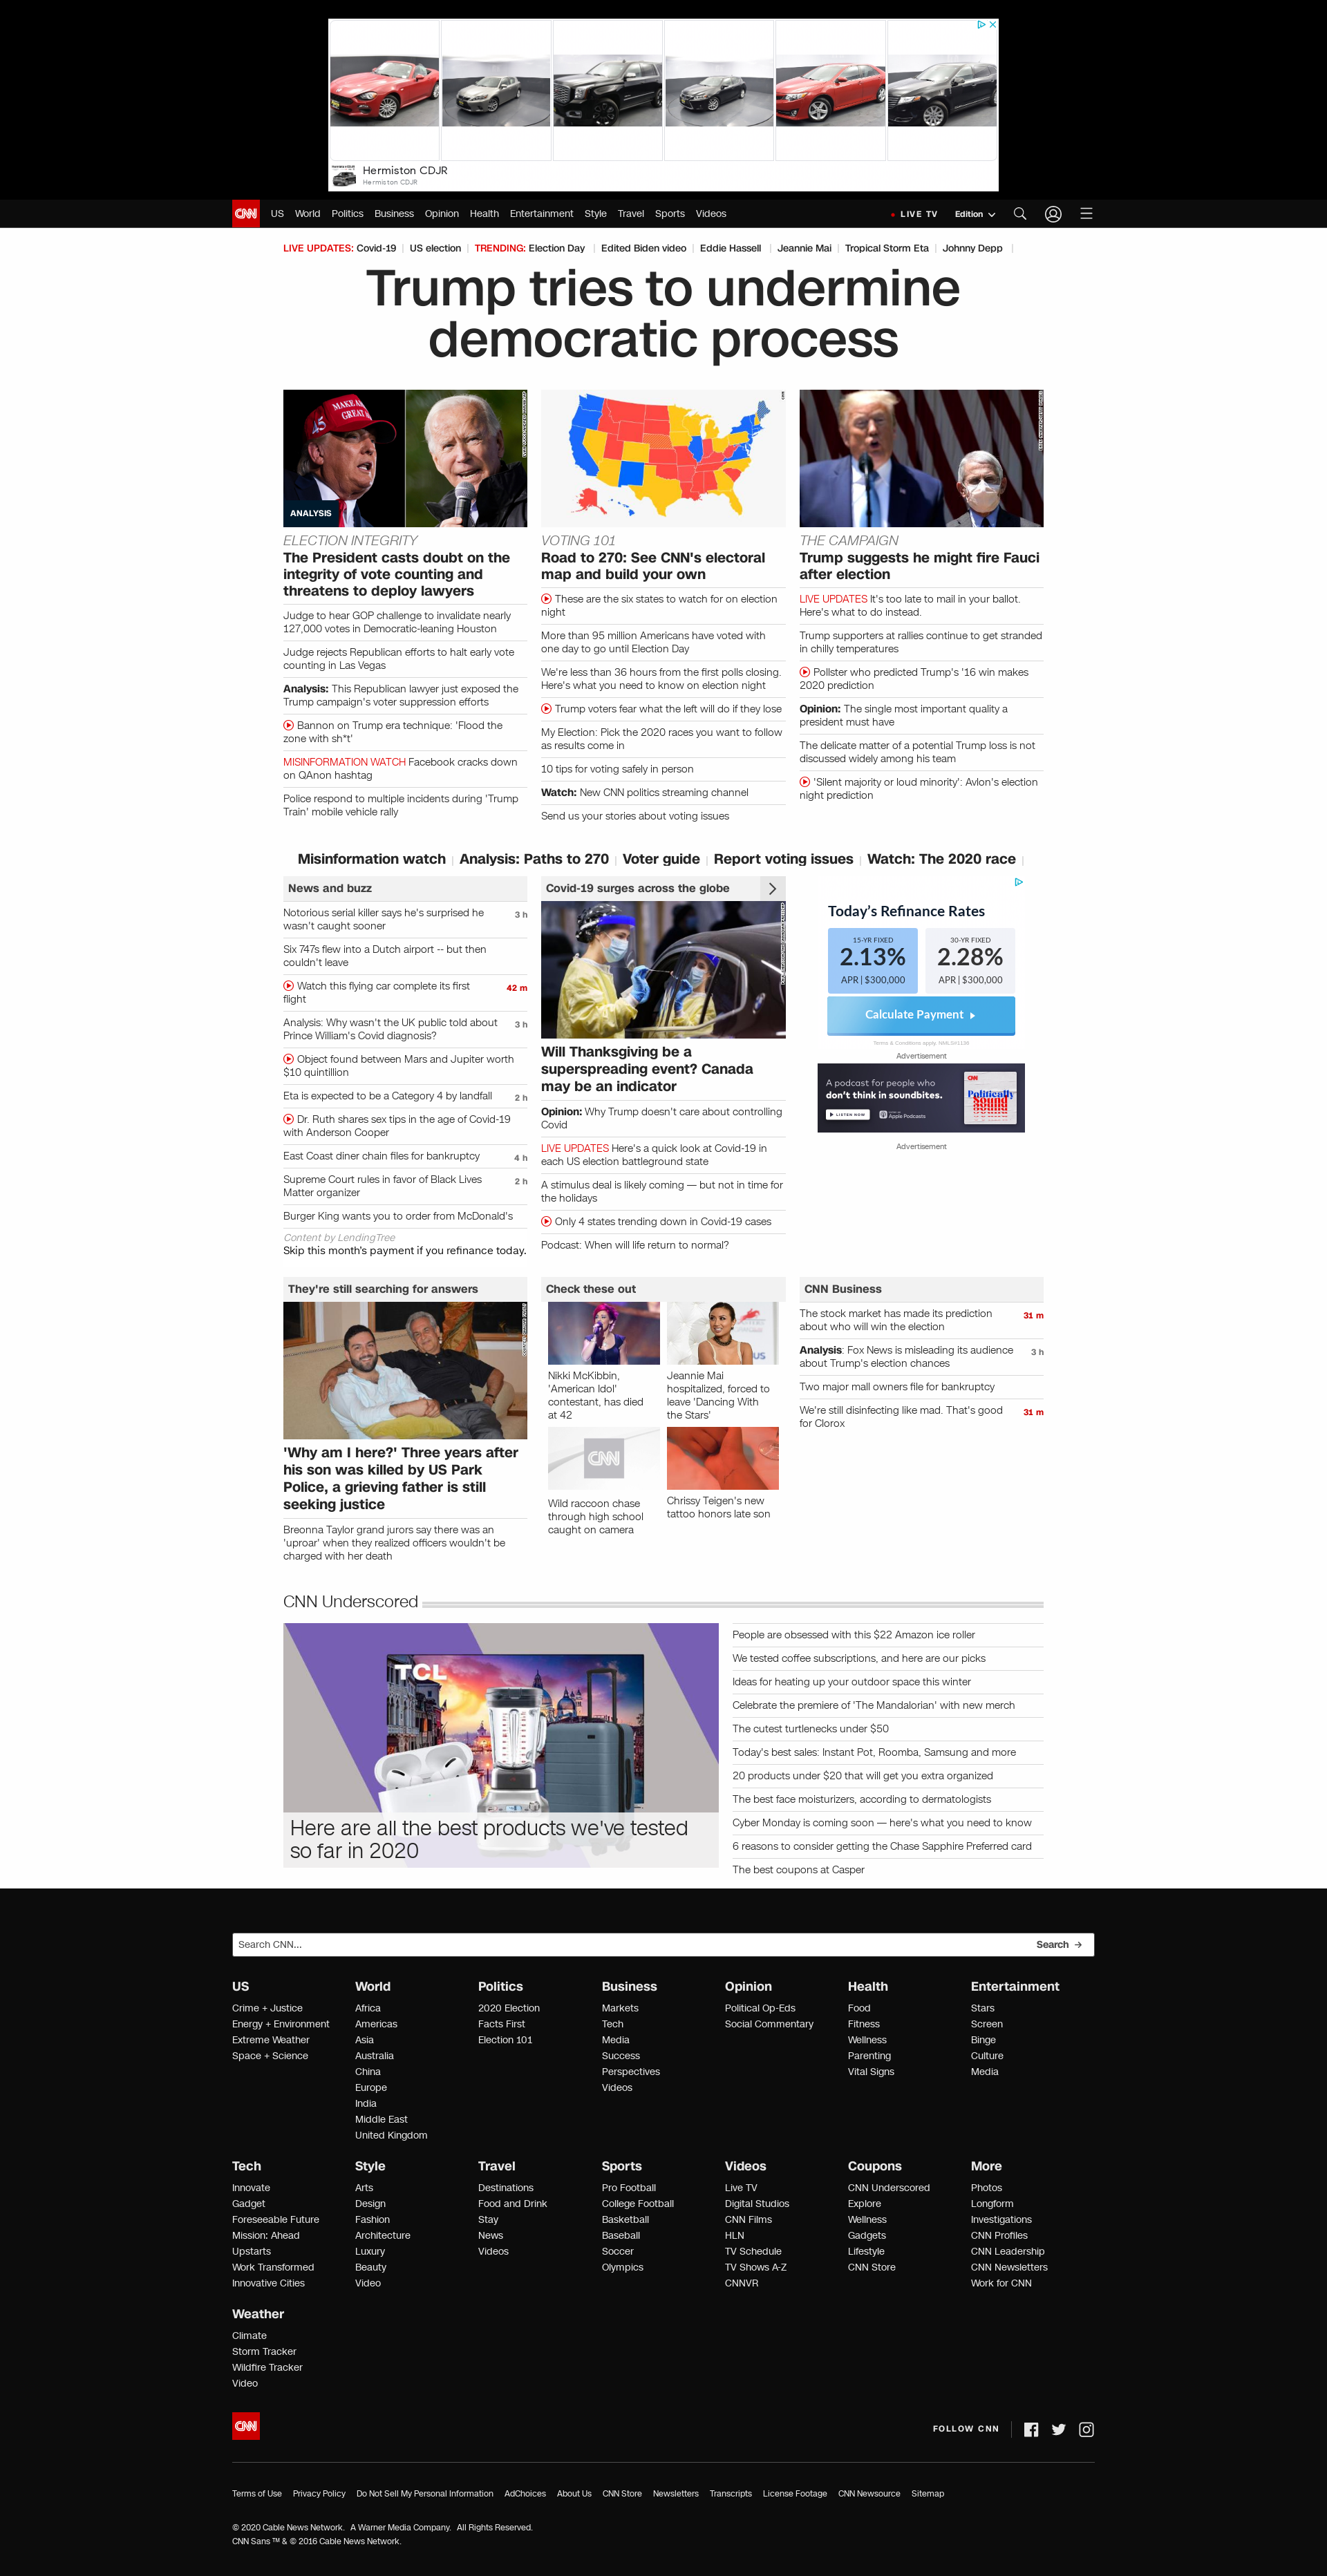 Hermiston CDJR
Hermiston CDJR
CNN
US
World
Politics
Business
Opinion
Health
Entertainment
Style
Travel
Sports
Videos
LIVE TV
Edition
LIVE UPDATES: Covid-19 | US election | TRENDING: Election Day | Edited Biden video | Eddie Hassell | Jeannie Mai | Tropical Storm Eta | Johnny Depp |
Trump tries to undermine
democratic process
MAKE AM
GREAT
45
ANALYSIS
ELECTION INTEGRITY
The President casts doubt on the
integrity of vote counting and
threatens to deploy lawyers
Judge to hear GOP challenge to invalidate nearly
127,000 votes in Democratic-leaning Houston
Judge rejects Republican efforts to halt early vote
counting in Las Vegas
Analysis: This Republican lawyer just exposed the
Trump campaign's voter suppression efforts
Bannon on Trump era technique: 'Flood the
zone with sh*t'
MISINFORMATION WATCH Facebook cracks down
on QAnon hashtag
Police respond to multiple incidents during 'Trump
Train' mobile vehicle rally
VOTING 101
Road to 270: See CNN's electoral
map and build your own
These are the six states to watch for on election
night
More than 95 million Americans have voted with
one day to go until Election Day
We're less than 36 hours from the first polls closing.
Here's what you need to know on election night
Trump voters fear what the left will do if they lose
My Election: Pick the 2020 races you want to follow
as results come in
10 tips for voting safely in person
Watch: New CNN politics streaming channel
Send us your stories about voting issues
THE CAMPAIGN
Trump suggests he might fire Fauci
after election
LIVE UPDATES It's too late to mail in your ballot.
Here's what to do instead.
Trump supporters at rallies continue to get stranded
in chilly temperatures
Pollster who predicted Trump's '16 win makes
2020 prediction
Opinion: The single most important quality a
president must have
The delicate matter of a potential Trump loss is not
discussed widely among his team
'Silent majority or loud minority': Avlon's election
night prediction
Misinformation watch | Analysis: Paths to 270 | Voter guide | Report voting issues | Watch: The 2020 race |
News and buzz
Notorious serial killer says he's surprised he
wasn't caught sooner
3 h
Six 747s flew into a Dutch airport -- but then
couldn't leave
Watch this flying car complete its first
flight
42 m
Analysis: Why wasn't the UK public told about
Prince William's Covid diagnosis?
3 h
Object found between Mars and Jupiter worth
$10 quintillion
Eta is expected to be a Category 4 by landfall
2 h
Dr. Ruth shares sex tips in the age of Covid-19
with Anderson Cooper
East Coast diner chain files for bankruptcy
4 h
Supreme Court rules in favor of Black Lives
Matter organizer
2 h
Burger King wants you to order from McDonald's
Content by LendingTree
Skip this month's payment if you refinance today.
Covid-19 surges across the globe
Will Thanksgiving be a
superspreading event? Canada
may be an indicator
Opinion: Why Trump doesn't care about controlling
Covid
LIVE UPDATES Here's a quick look at Covid-19 in
each US election battleground state
A stimulus deal is likely coming — but not in time for
the holidays
Only 4 states trending down in Covid-19 cases
Podcast: When will life return to normal?
Today's Refinance Rates
15-YR FIXED
2.13%
APR | $300,000
30-YR FIXED
2.28%
APR | $300,000
Calculate Payment
Terms & Conditions apply. NMLS#1136
Advertisement
A podcast for people who
don't think in soundbites.
LISTEN NOW
Apple Podcasts
CNN
Politically
Sound
Advertisement
They're still searching for answers
'Why am I here?' Three years after
his son was killed by US Park
Police, a grieving father is still
seeking justice
Breonna Taylor grand jurors say there was an
'uproar' when they realized officers wouldn't be
charged with her death
Check these out
Nikki McKibbin,
'American Idol'
contestant, has died
at 42
US
Jeannie Mai
hospitalized, forced to
leave 'Dancing With
the Stars'
CNN
Wild raccoon chase
through high school
caught on camera
Chrissy Teigen's new
tattoo honors late son
CNN Business
The stock market has made its prediction
about who will win the election
31 m
Analysis: Fox News is misleading its audience
about Trump's election chances
3 h
Two major mall owners file for bankruptcy
We're still disinfecting like mad. That's good
for Clorox
31 m
CNN Underscored
TCL
Here are all the best products we've tested
so far in 2020
People are obsessed with this $22 Amazon ice roller
We tested coffee subscriptions, and here are our picks
Ideas for heating up your outdoor space this winter
Celebrate the premiere of 'The Mandalorian' with new merch
The cutest turtlenecks under $50
Today's best sales: Instant Pot, Roomba, Samsung and more
20 products under $20 that will get you extra organized
The best face moisturizers, according to dermatologists
Cyber Monday is coming soon — here's what you need to know
6 reasons to consider getting the Chase Sapphire Preferred card
The best coupons at Casper
Search CNN...
Search →
US
Crime + Justice
Energy + Environment
Extreme Weather
Space + Science
World
Africa
Americas
Asia
Australia
China
Europe
India
Middle East
United Kingdom
Politics
2020 Election
Facts First
Election 101
Business
Markets
Tech
Media
Success
Perspectives
Videos
Opinion
Political Op-Eds
Social Commentary
Health
Food
Fitness
Wellness
Parenting
Vital Signs
Entertainment
Stars
Screen
Binge
Culture
Media
Tech
Innovate
Gadget
Foreseeable Future
Mission: Ahead
Upstarts
Work Transformed
Innovative Cities
Style
Arts
Design
Fashion
Architecture
Luxury
Beauty
Video
Travel
Destinations
Food and Drink
Stay
News
Videos
Sports
Pro Football
College Football
Basketball
Baseball
Soccer
Olympics
Videos
Live TV
Digital Studios
CNN Films
HLN
TV Schedule
TV Shows A-Z
CNNVR
Coupons
CNN Underscored
Explore
Wellness
Gadgets
Lifestyle
CNN Store
More
Photos
Longform
Investigations
CNN Profiles
CNN Leadership
CNN Newsletters
Work for CNN
Weather
Climate
Storm Tracker
Wildfire Tracker
Video
CNN
FOLLOW CNN
Terms of Use
Privacy Policy
Do Not Sell My Personal Information
AdChoices
About Us
CNN Store
Newsletters
Transcripts
License Footage
CNN Newsource
Sitemap
© 2020 Cable News Network. A Warner Media Company. All Rights Reserved.
CNN Sans ™ & © 2016 Cable News Network.